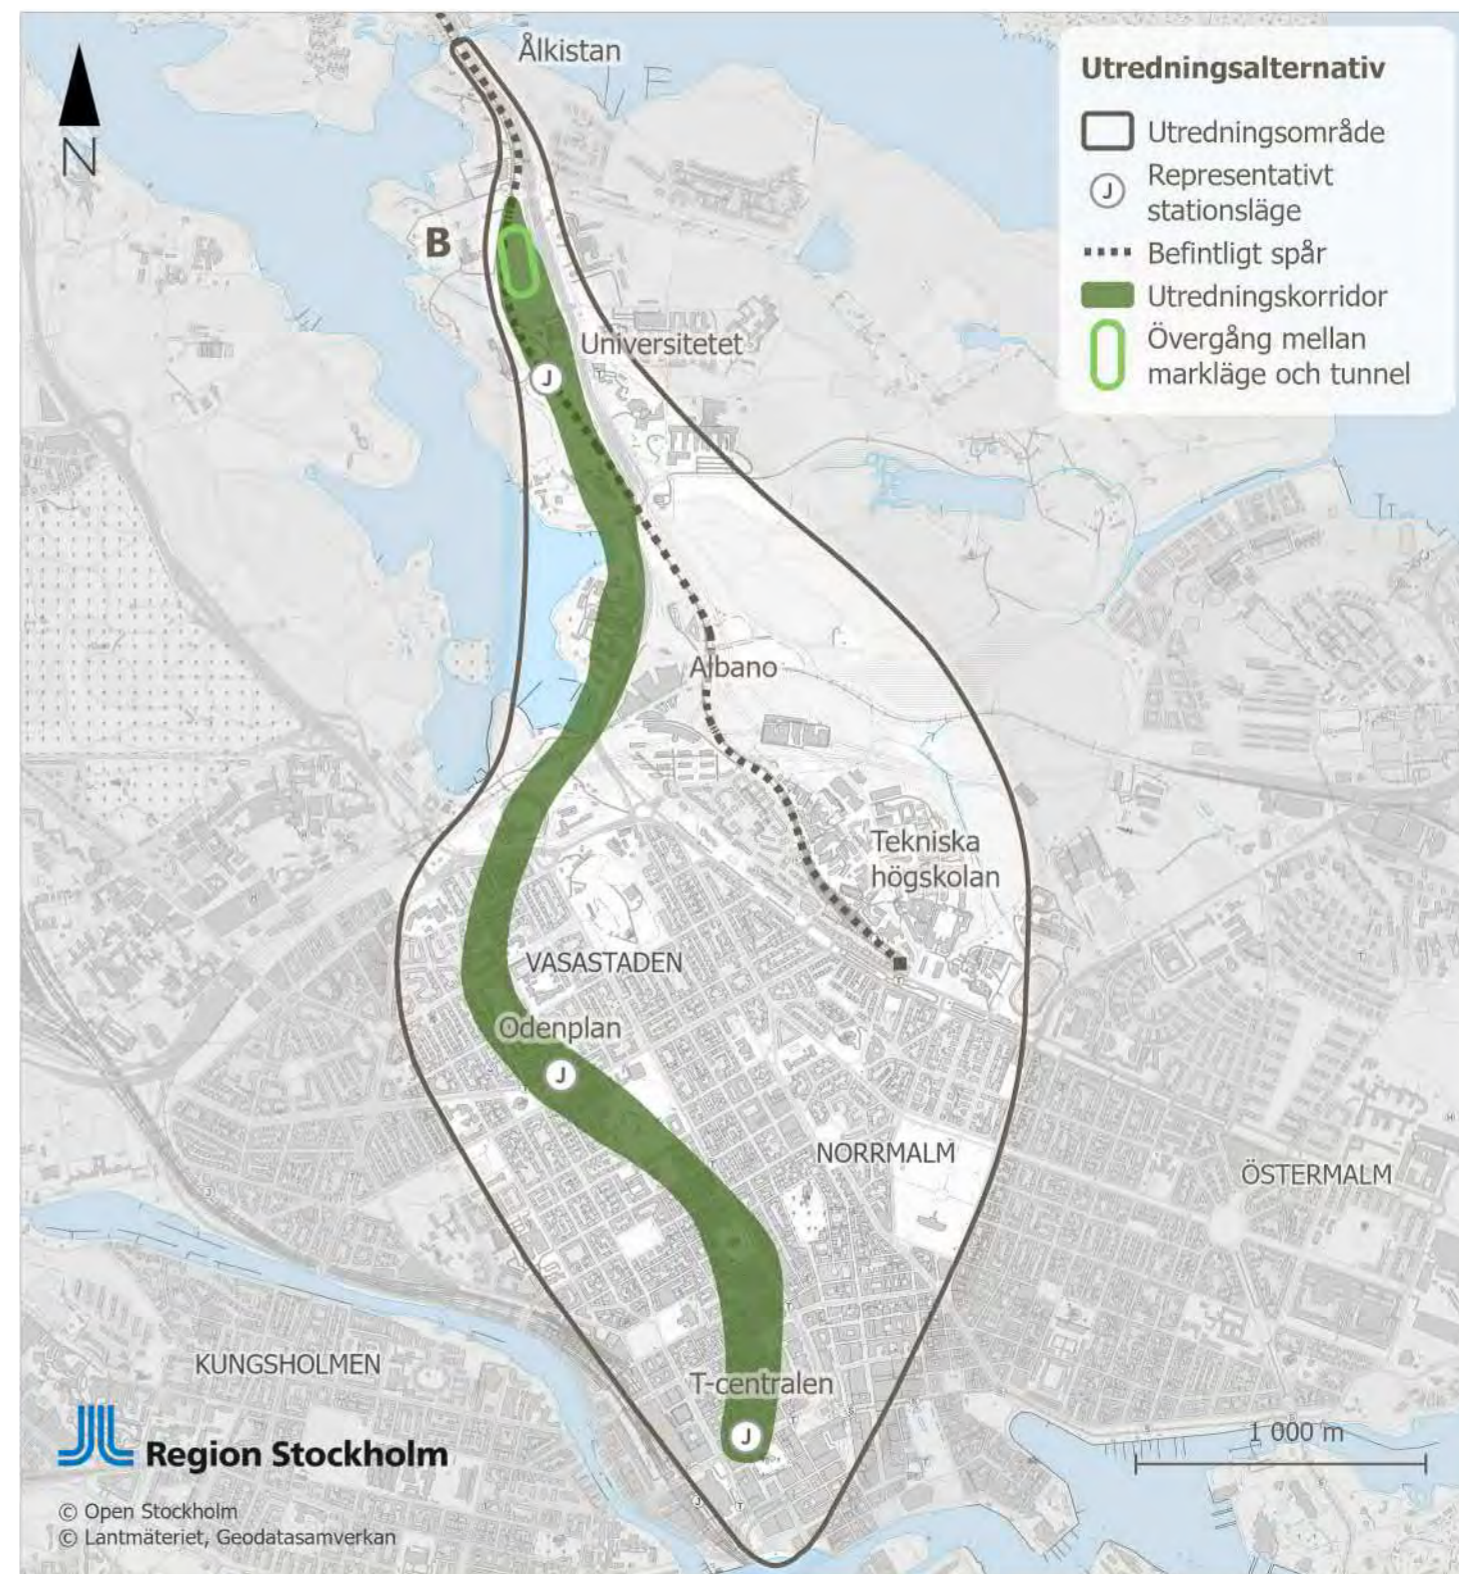 Ålkistan
Utredningsalternativ
Utredningsområde
J
Representativt
stationsläge
Befintligt spår
Utredningskorridor
Övergång mellan
markläge och tunnel
N
B
Universitetet
J
Albano
Tekniska
högskolan
VASASTADEN
Odenplan
J
NORRMALM
ÖSTERMALM
KUNGSHOLMEN
T-centralen
J
1 000 m
Region Stockholm
© Open Stockholm
© Lantmäteriet, Geodatasamverkan